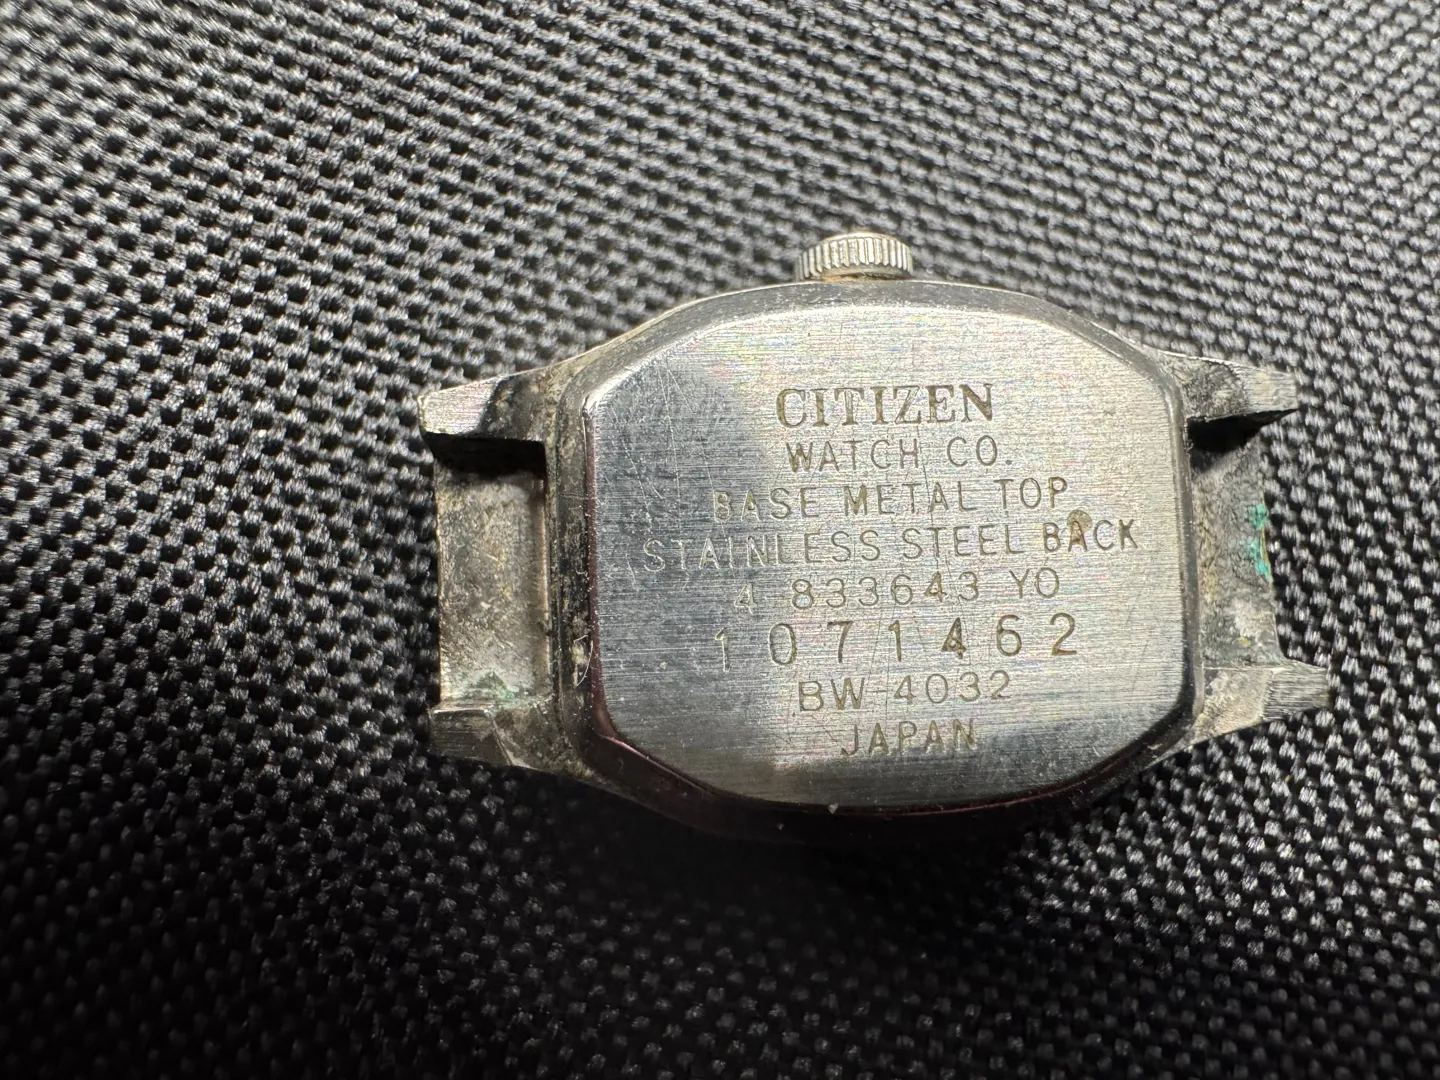 CITIZEN
WATCH CO.
BASE METAL TOP
STAINLESS STEEL BACK
4 833643 YO
1071462
BW-4032
JAPAN